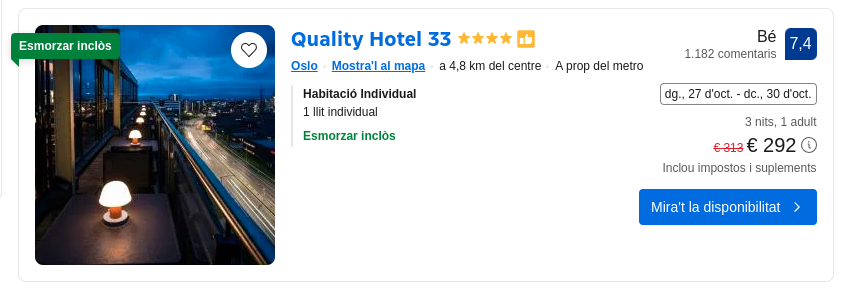 Esmorzar inclòs
Quality Hotel 33
Oslo · Mostra'l al mapa · a 4,8 km del centre · A prop del metro
Habitació Individual
1 llit individual
Esmorzar inclòs
Bé
1.182 comentaris
7,4
dg., 27 d'oct. - dc., 30 d'oct.
3 nits, 1 adult
€ 313 € 292
Inclou impostos i suplements
Mira't la disponibilitat